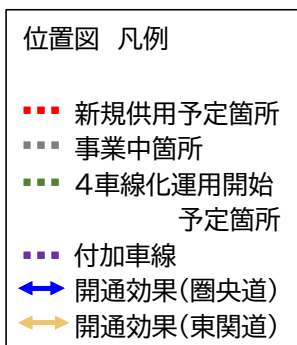 位置図 凡例
新規供用予定箇所
事業中箇所
4車線化運用開始
予定箇所
付加車線
開通効果(圏央道)
開通効果(東関道)